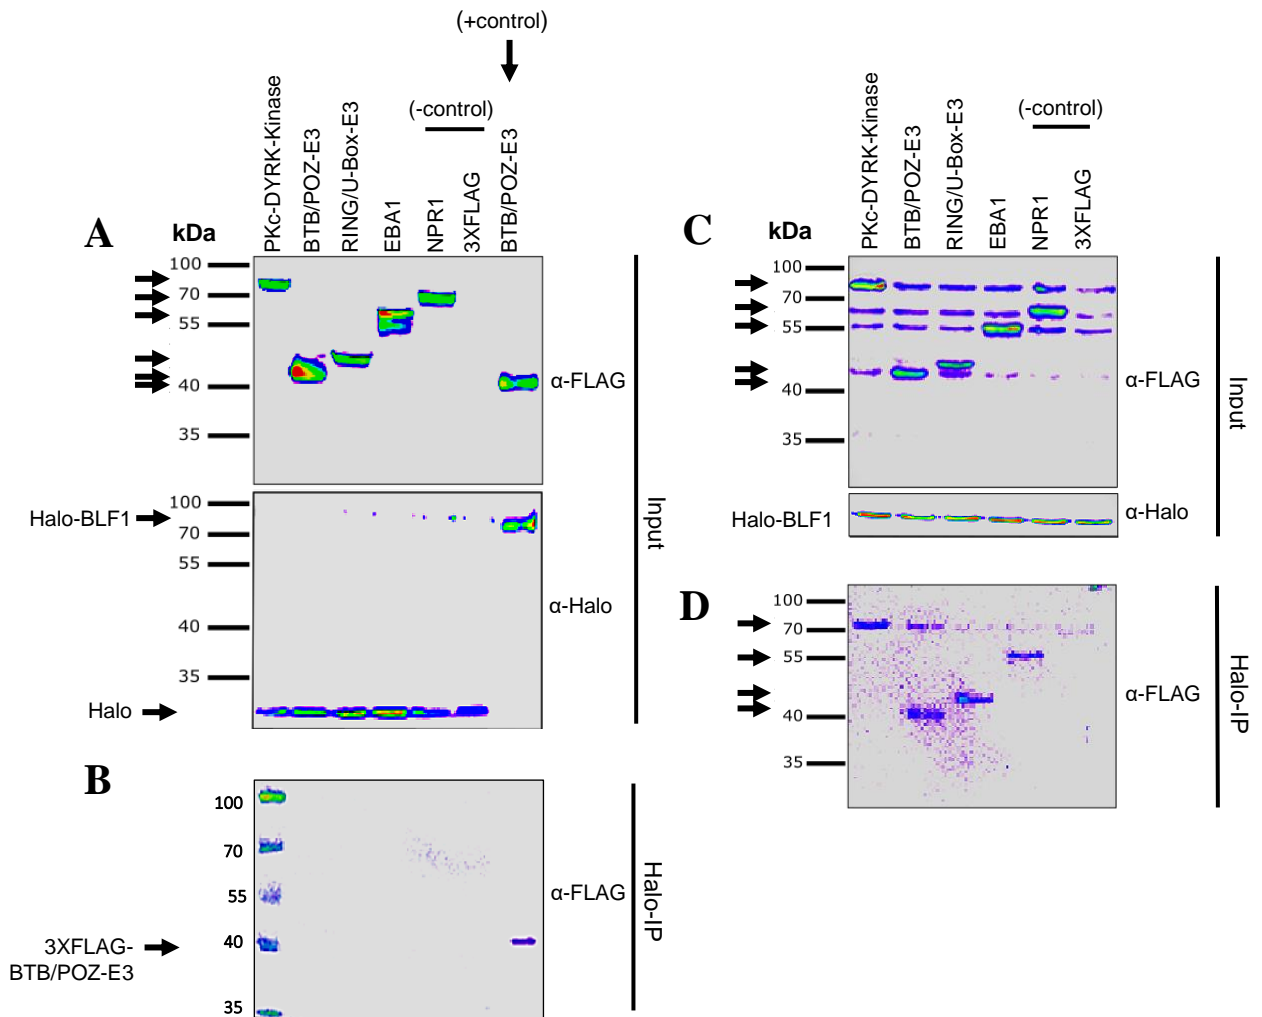 (+control)
(-control)
PKc-DYRK-Kinase
BTB/POZ-E3
RING/U-Box-E3
EBA1
NPR1
3XFLAG
BTB/POZ-E3
A
kDa
100
70
55
40
35
α-FLAG
Halo-BLF1
100
70
55
40
35
α-Halo
Halo
Input
B
100
70
55
40
35
3XFLAG-
BTB/POZ-E3
α-FLAG
Halo-IP
(-control)
PKc-DYRK-Kinase
BTB/POZ-E3
RING/U-Box-E3
EBA1
NPR1
3XFLAG
C
kDa
100
70
55
40
35
α-FLAG
Halo-BLF1
α-Halo
Input
D
100
70
55
40
35
α-FLAG
Halo-IP